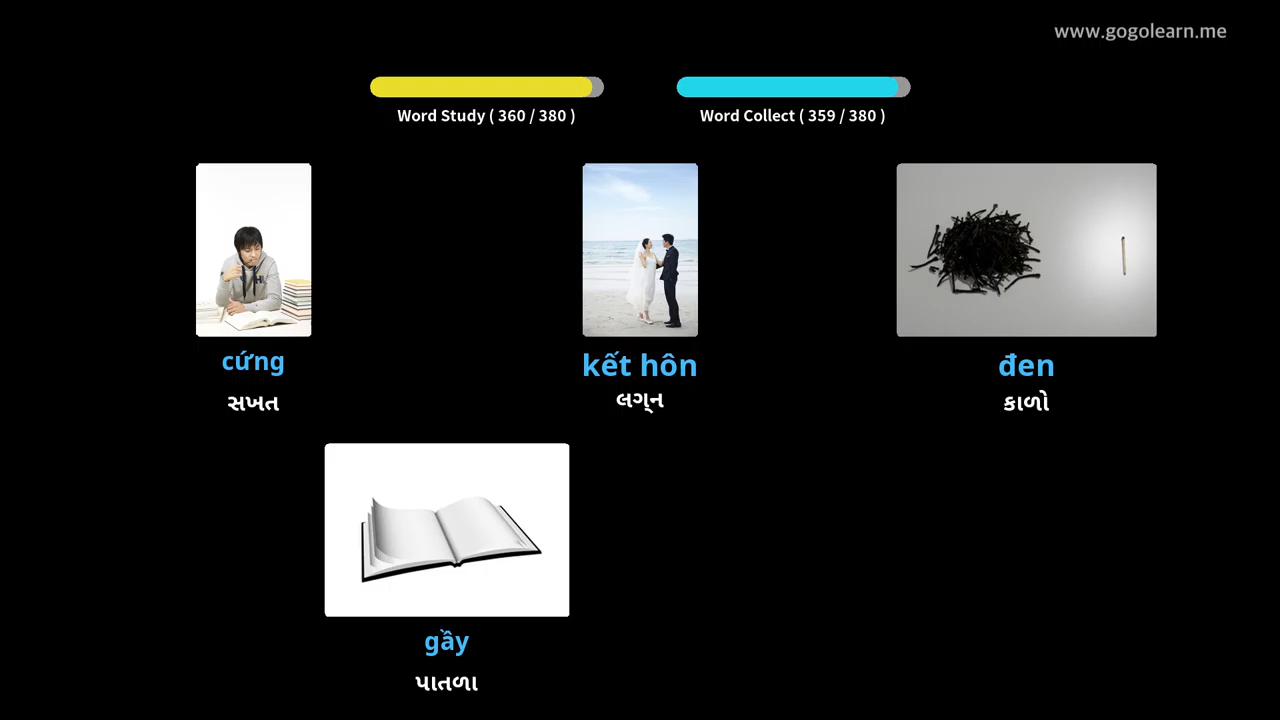 www.gogolearn.me
Word Study ( 360 / 380 )
Word Collect ( 359 / 380 )
cứng
સખત
kết hôn
લગ્ન
đen
કાળો
gầy
પાતળા